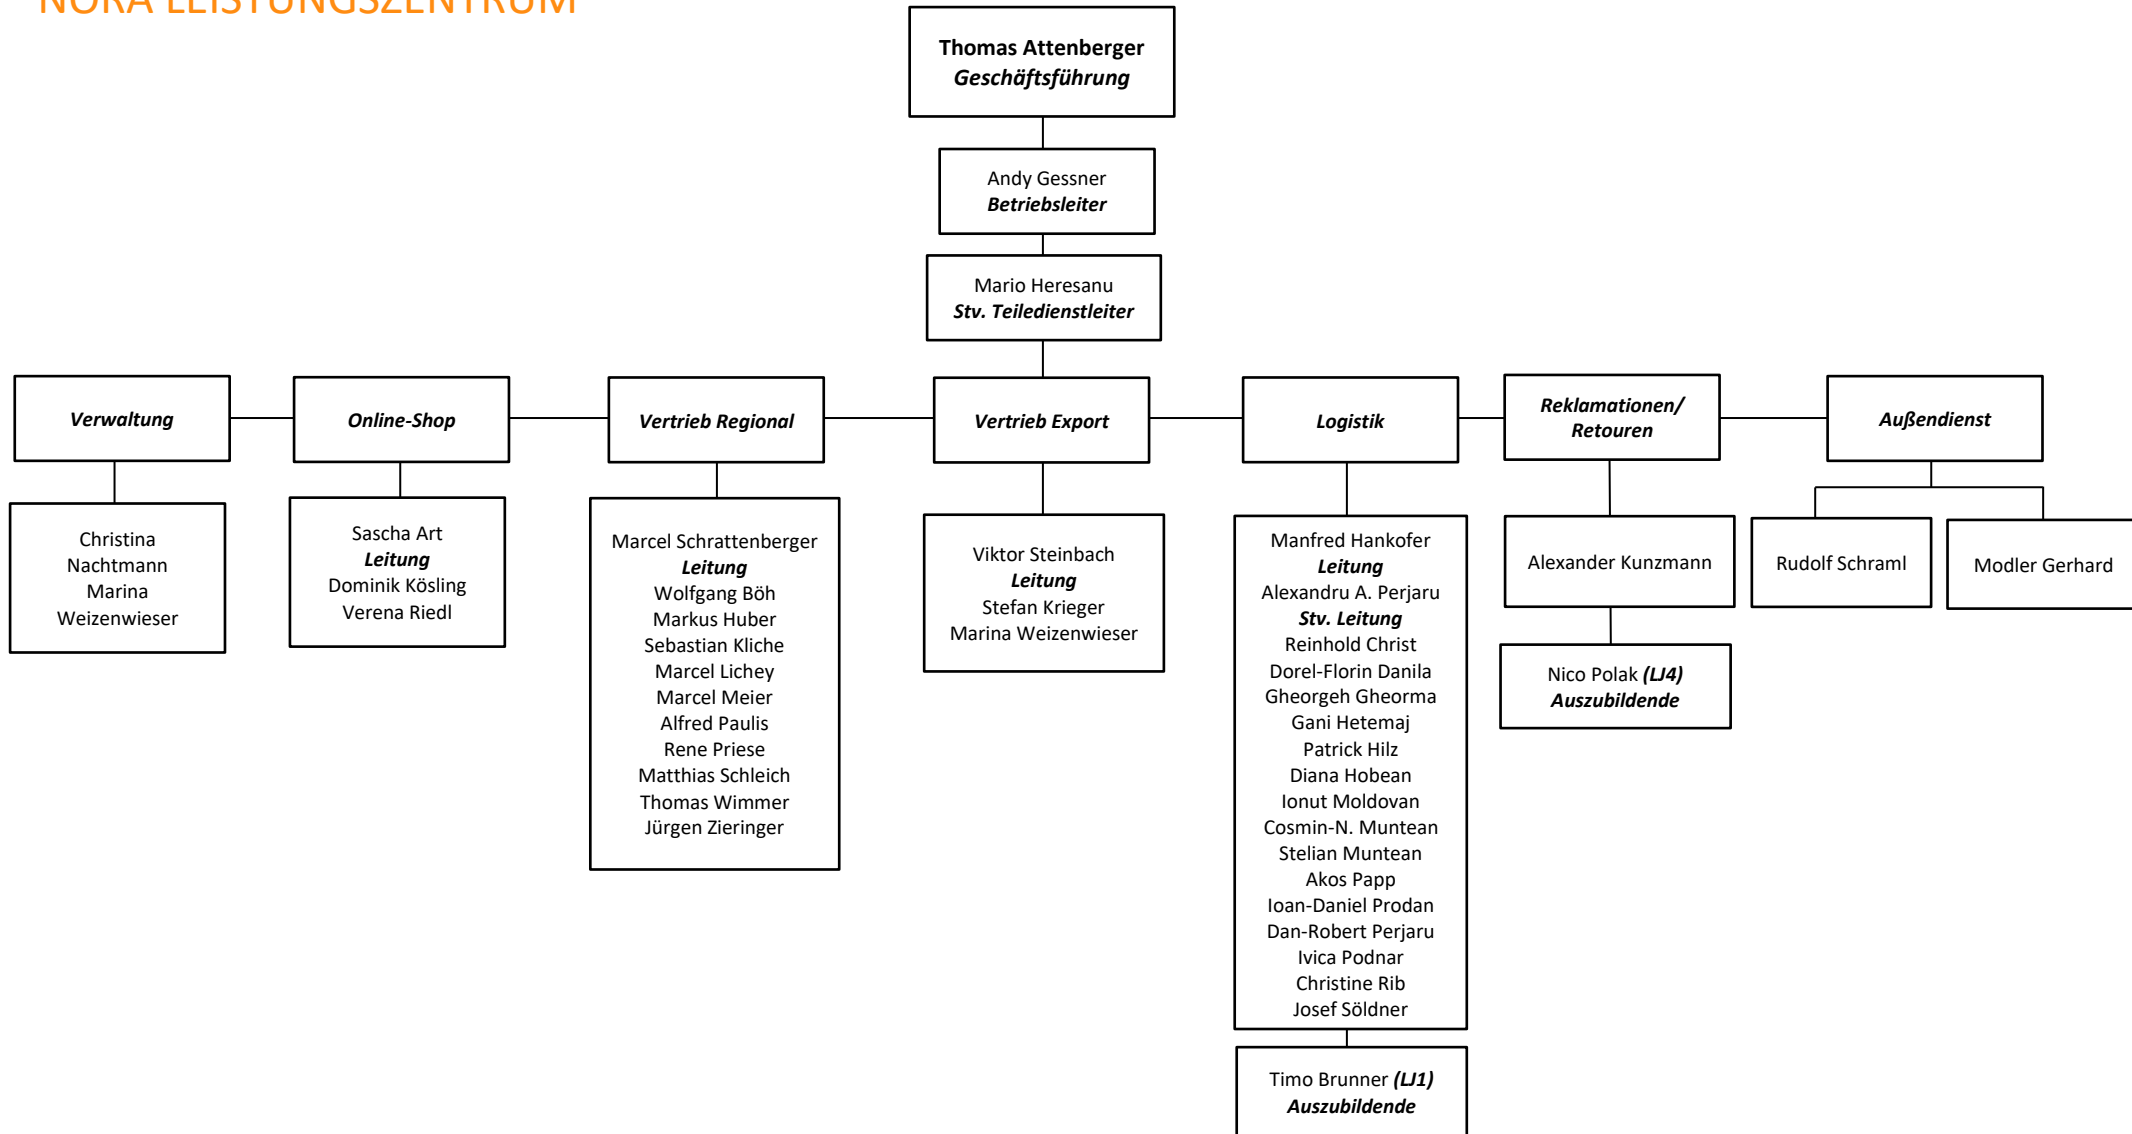 NORA LEISTUNGSZENTRUM
Thomas Attenberger
Geschäftsführung
Andy Gessner
Betriebsleiter
Mario Heresanu
Stv. Teiledienstleiter
Verwaltung
Christina
Nachtmann
Marina
Weizenwieser
Online-Shop
Sascha Art
Leitung
Dominik Kösling
Verena Riedl
Vertrieb Regional
Marcel Schrattenberger
Leitung
Wolfgang Böh
Markus Huber
Sebastian Kliche
Marcel Lichey
Marcel Meier
Alfred Paulis
Rene Priese
Matthias Schleich
Thomas Wimmer
Jürgen Zieringer
Vertrieb Export
Viktor Steinbach
Leitung
Stefan Krieger
Marina Weizenwieser
Logistik
Manfred Hankofer
Leitung
Alexandru A. Perjaru
Stv. Leitung
Reinhold Christ
Dorel-Florin Danila
Gheorgeh Gheorma
Gani Hetemaj
Patrick Hilz
Diana Hobean
Ionut Moldovan
Cosmin-N. Muntean
Stelian Muntean
Akos Papp
Ioan-Daniel Prodan
Dan-Robert Perjaru
Ivica Podnar
Christine Rib
Josef Söldner
Timo Brunner (LJ1)
Auszubildende
Reklamationen/
Retouren
Alexander Kunzmann
Nico Polak (LJ4)
Auszubildende
Außendienst
Rudolf Schraml
Modler Gerhard